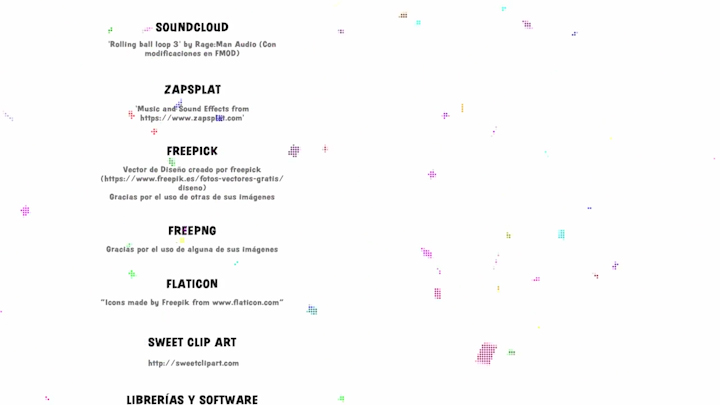 SOUNDCLOUD
'Rolling ball loop 3' by Rage:Man Audio (Con
modificaciones en FMOD)
ZAPSPLAT
'Music and Sound Effects from
https://www.zapsplat.com'
FREEPICK
Vector de Diseño creado por freepick
(https://www.freepik.es/fotos-vectores-gratis/
diseno)
Gracias por el uso de otras de sus imágenes
FREEPNG
Gracias por el uso de alguna de sus imágenes
FLATICON
"Icons made by Freepik from www.flaticon.com"
SWEET CLIP ART
http://sweetclipart.com
LIBRERÍAS Y SOFTWARE